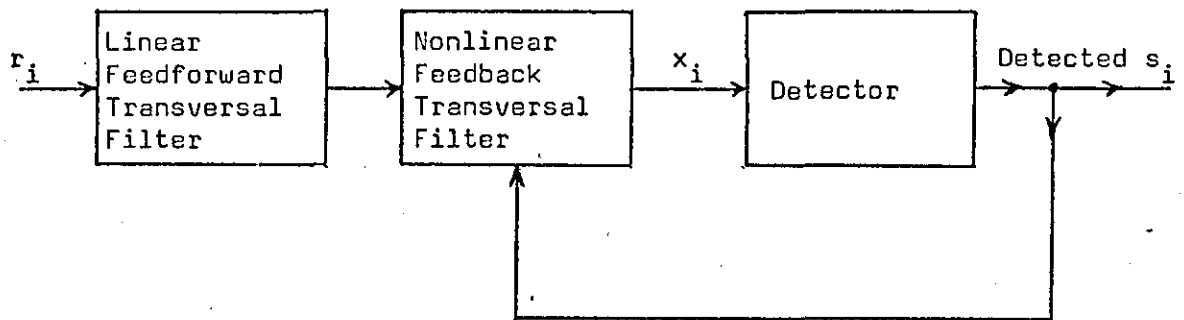 r_i
Linear
Feedforward
Transversal
Filter
Nonlinear
Feedback
Transversal
Filter
x_i
Detector
Detected s_i